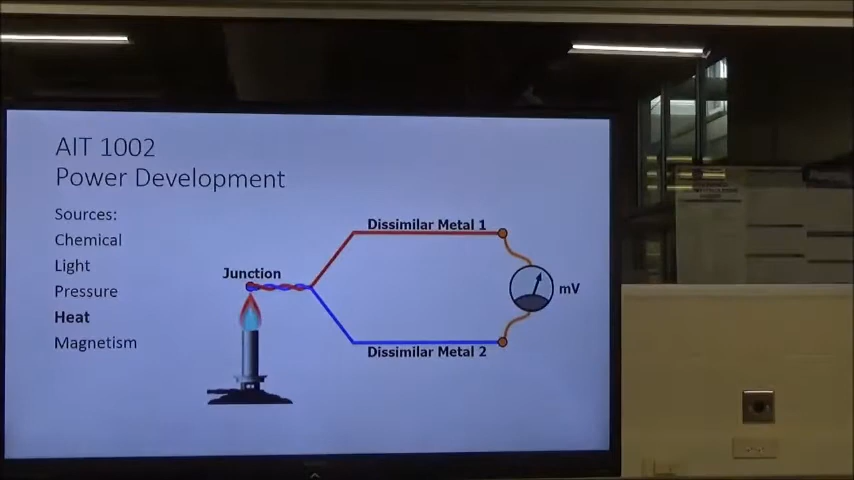 AIT 1002
Power Development
Sources:
Chemical
Light
Pressure
Heat
Magnetism
Junction
Dissimilar Metal 1
mV
Dissimilar Metal 2